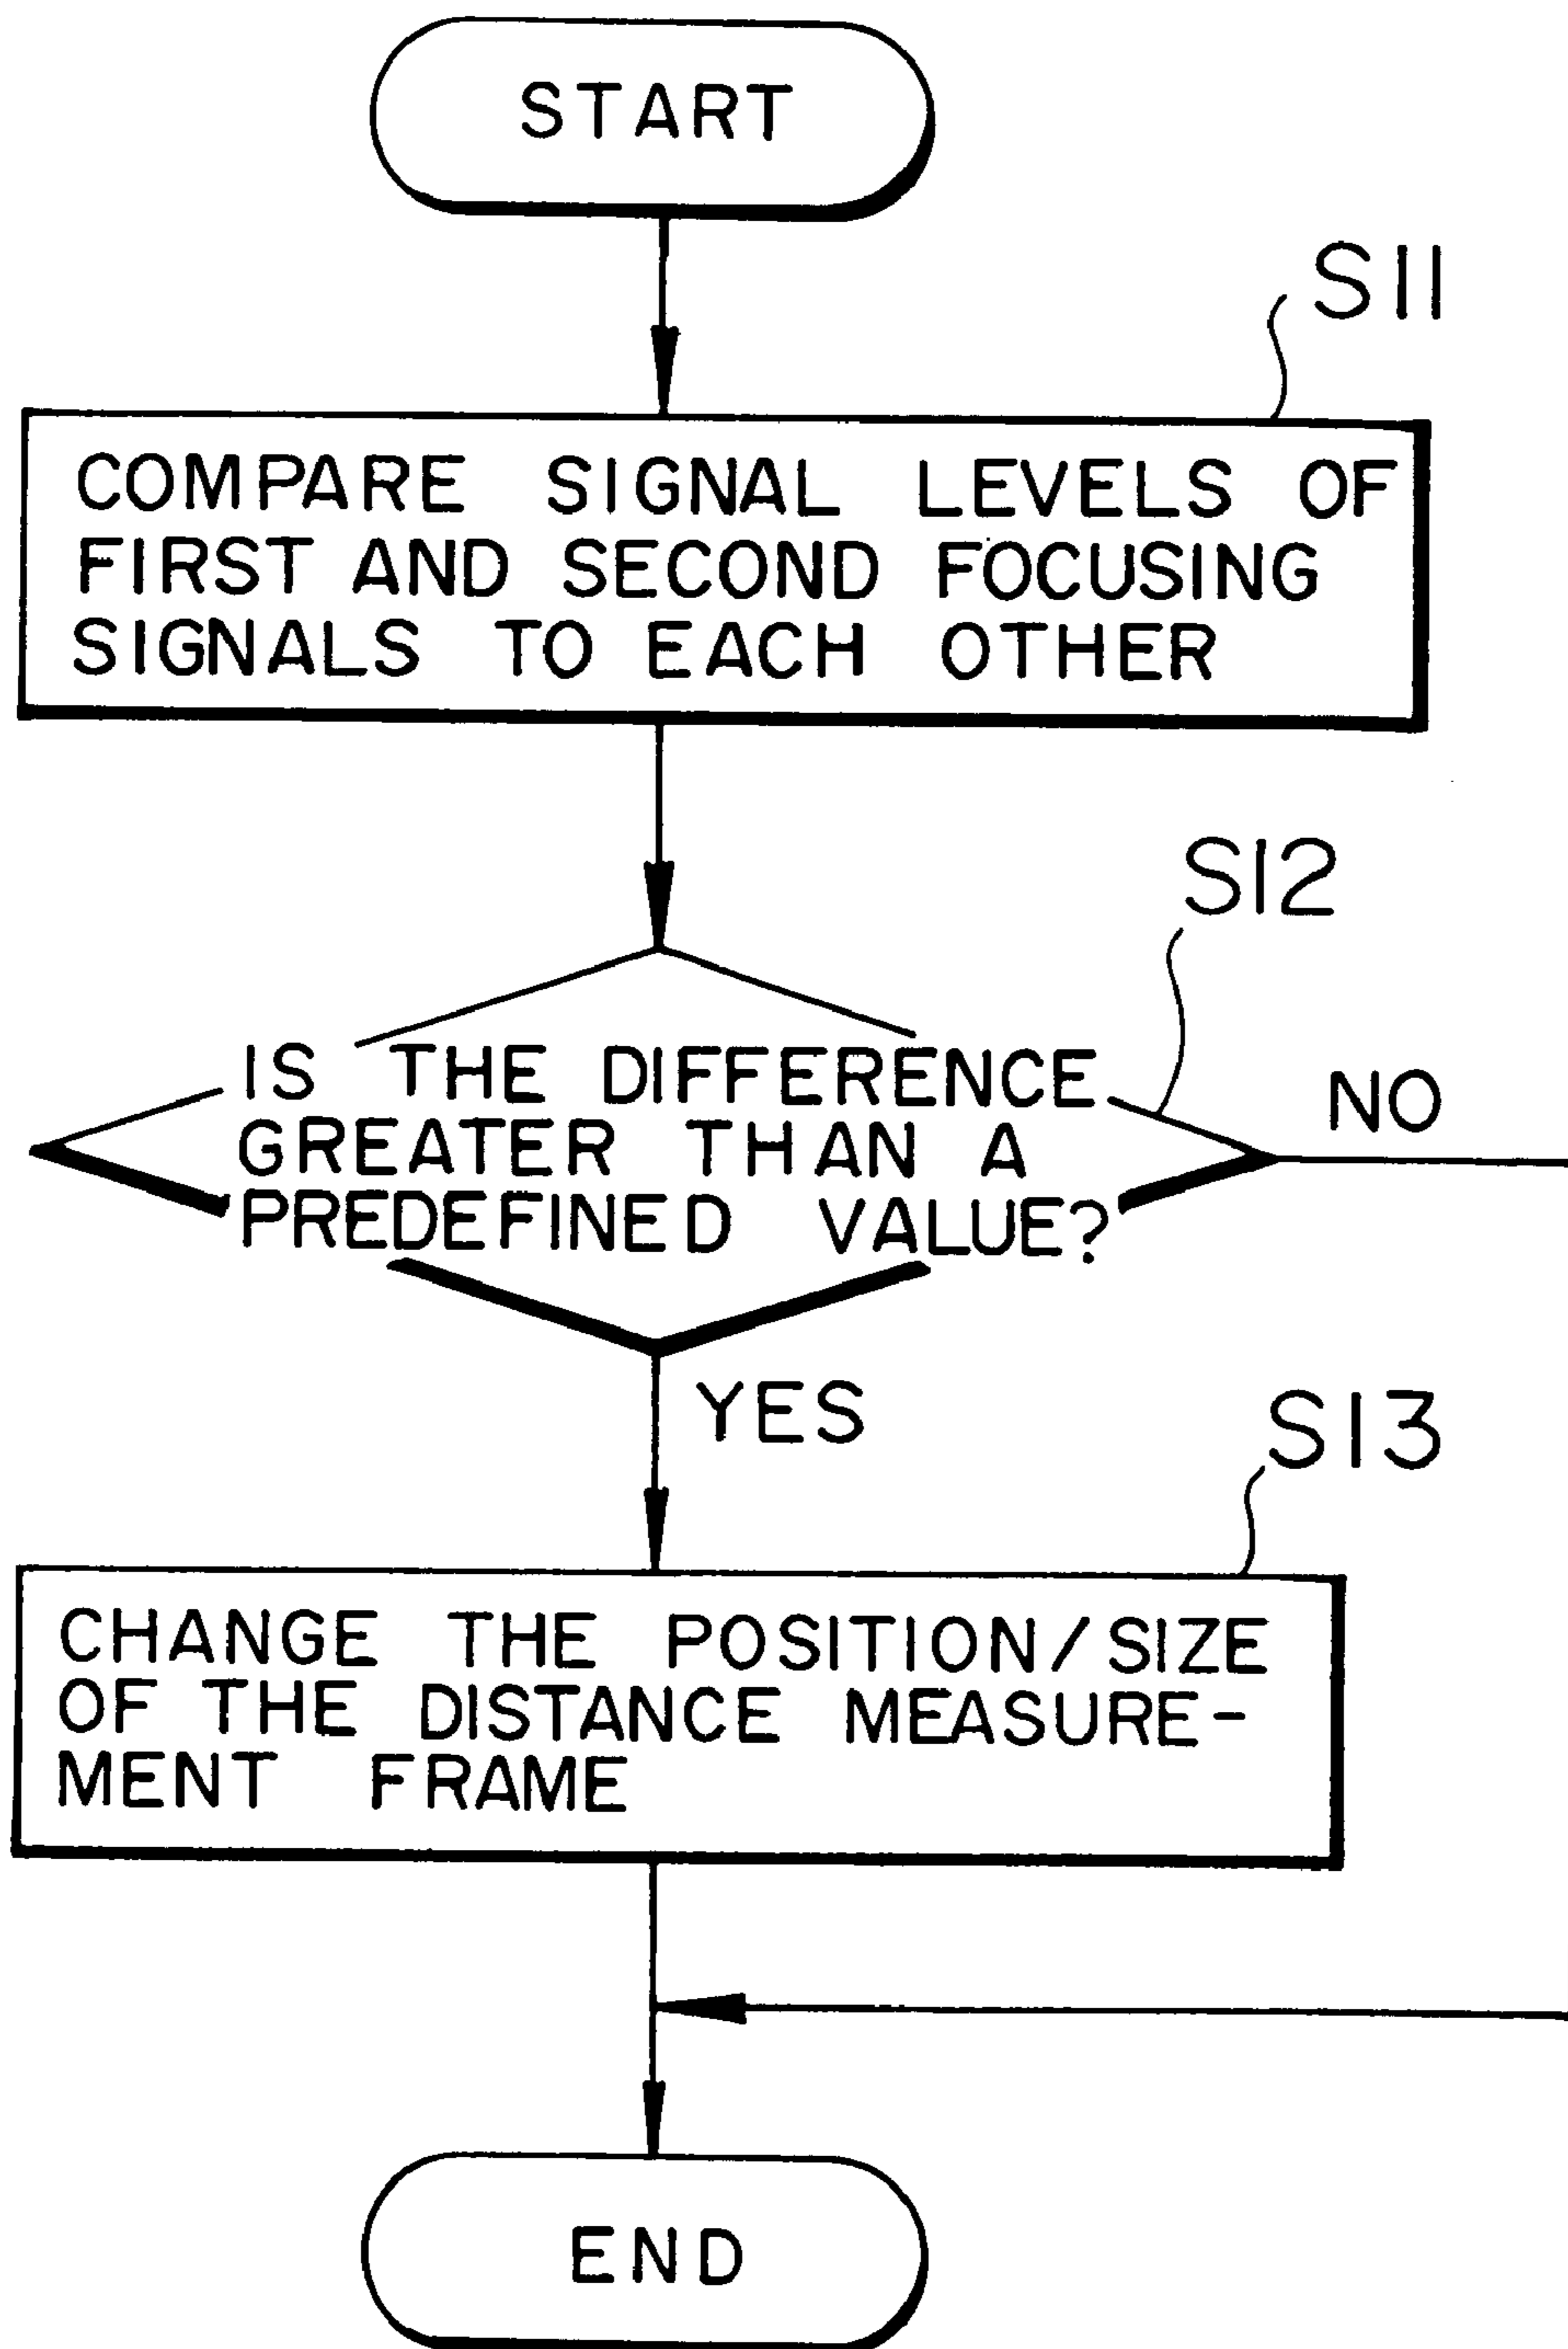 START
S11
COMPARE SIGNAL LEVELS OF
FIRST AND SECOND FOCUSING
SIGNALS TO EACH OTHER
S12
IS THE DIFFERENCE
GREATER THAN A
PREDEFINED VALUE?
NO
YES
S13
CHANGE THE POSITION/SIZE
OF THE DISTANCE MEASURE-
MENT FRAME
END